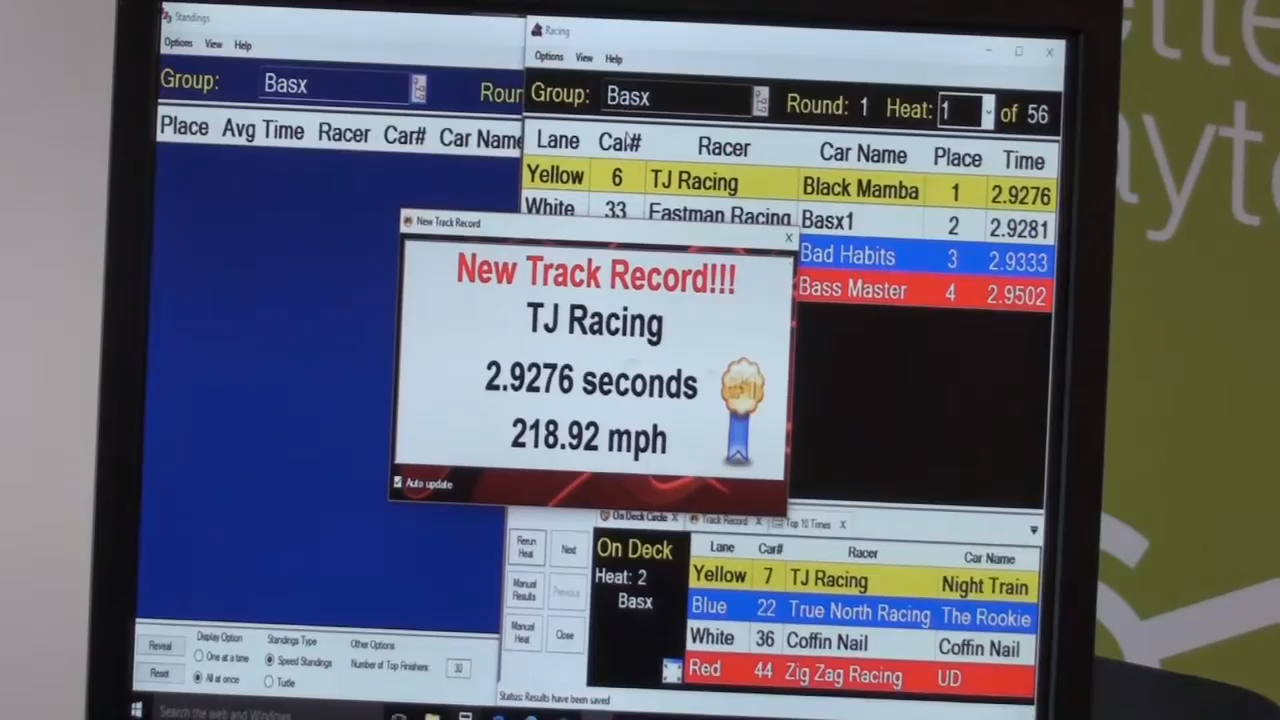 Standings
Options View Help
Group: Basx
Place Avg Time Racer Car# Car Name
Racing
Options View Help
Group: Basx Round: 1 Heat: 1 of 56
Lane Car# Racer Car Name Place Time
Yellow 6 TJ Racing Black Mamba 1 2.9276
White 33 Eastman Racing Basx1 2 2.9281
Bad Habits 3 2.9333
Bass Master 4 2.9502
New Track Record
New Track Record!!!
TJ Racing
2.9276 seconds
218.92 mph
Auto update
On Deck Circle Track Record Top 10 Times
Rerun Heat Next
Manual Results Previous
Manual Heat Close
On Deck
Heat: 2
Basx
Lane Car# Racer Car Name
Yellow 7 TJ Racing Night Train
Blue 22 True North Racing The Rookie
White 36 Coffin Nail Coffin Nail
Red 44 Zig Zag Racing UD
Reveal
Reset
Display Option
One at a time
All at once
Standings Type
Speed Standings
Turtle
Other Options
Number of Top Finishers: 30
Status: Results have been saved
Search the web and Windows